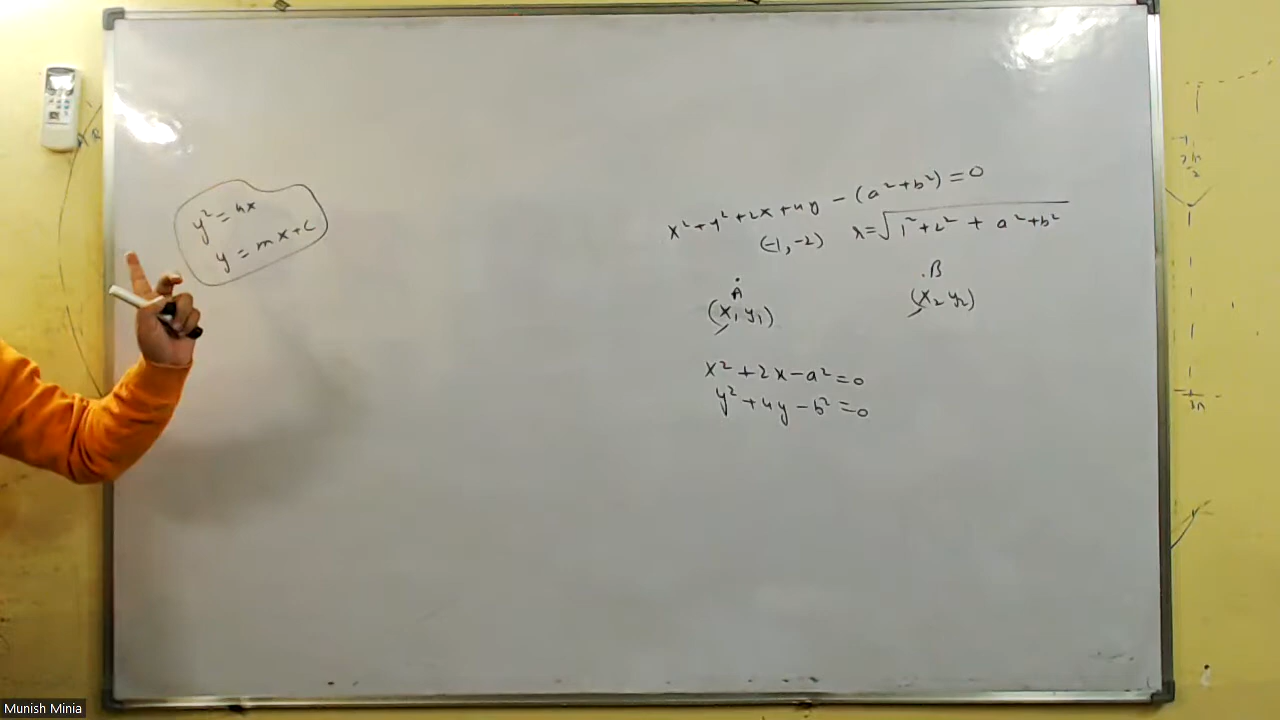 y² = 4x
y = mx + c
x² + y² + 2x + 4y − (a² + b²) = 0
(−1, −2) r = √(1² + 2² + a² + b²)
A
(x₁ y₁)
.B
(x₂ y₂)
x² + 2x − a² = 0
y² + 4y − b² = 0
Munish Minia